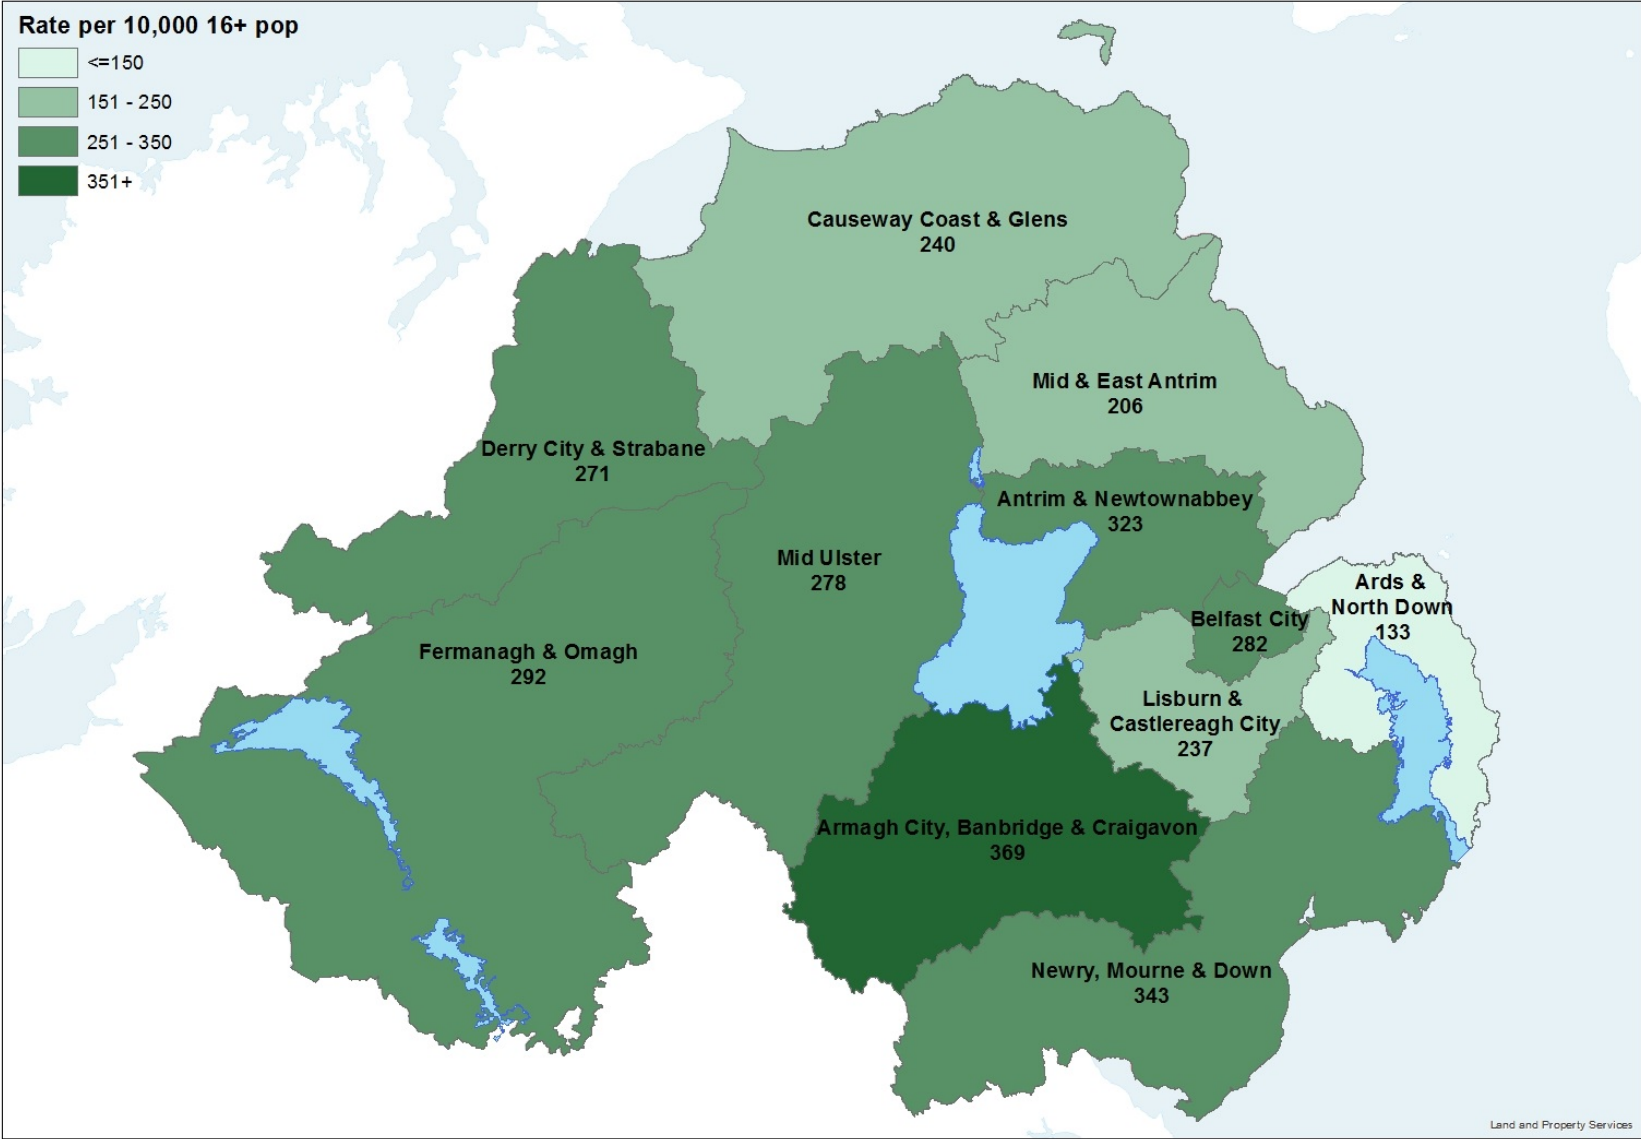 Rate per 10,000 16+ pop
<=150
151 - 250
251 - 350
351+
Causeway Coast & Glens
240
Mid & East Antrim
206
Derry City & Strabane
271
Antrim & Newtownabbey
323
Mid Ulster
278
Ards &
North Down
133
Belfast City
282
Fermanagh & Omagh
292
Lisburn &
Castlereagh City
237
Armagh City, Banbridge & Craigavon
369
Newry, Mourne & Down
343
Land and Property Services